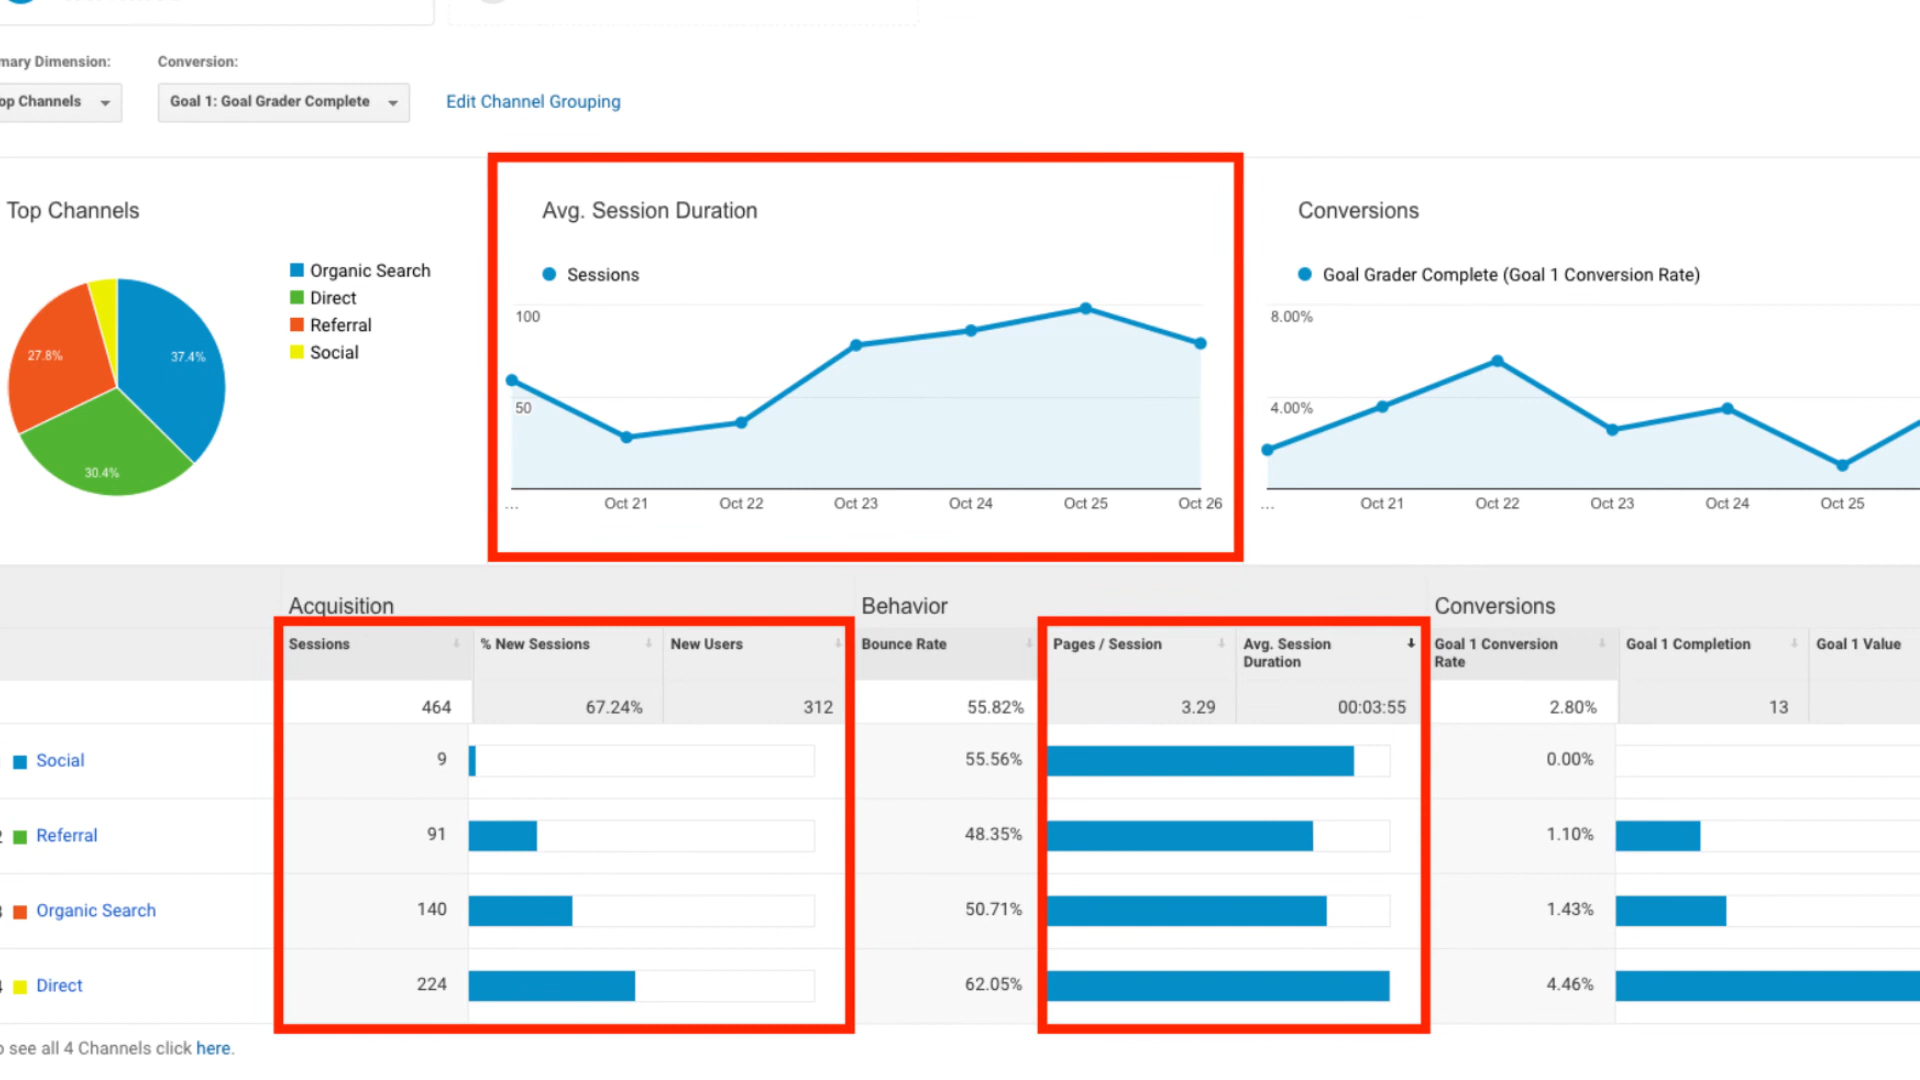 mary Dimension:
Conversion:
op Channels
Goal 1: Goal Grader Complete
Edit Channel Grouping
Top Channels
Organic Search
Direct
Referral
Social
37.4%
27.8%
30.4%
Avg. Session Duration
Sessions
100
50
...
Oct 21
Oct 22
Oct 23
Oct 24
Oct 25
Oct 26
Conversions
Goal Grader Complete (Goal 1 Conversion Rate)
8.00%
4.00%
...
Oct 21
Oct 22
Oct 23
Oct 24
Oct 25
Acquisition
Behavior
Conversions
Sessions
% New Sessions
New Users
Bounce Rate
Pages / Session
Avg. Session
Duration
Goal 1 Conversion
Rate
Goal 1 Completion
Goal 1 Value
464
67.24%
312
55.82%
3.29
00:03:55
2.80%
13
Social
9
55.56%
0.00%
Referral
91
48.35%
1.10%
Organic Search
140
50.71%
1.43%
Direct
224
62.05%
4.46%
o see all 4 Channels click here.